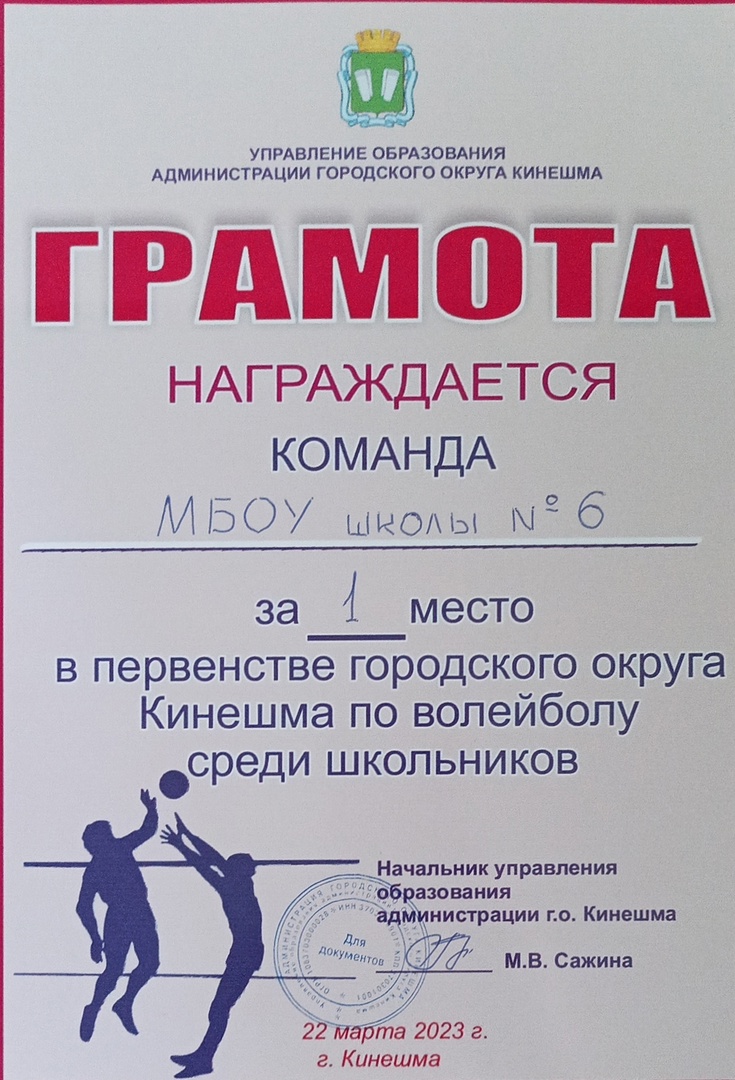 УПРАВЛЕНИЕ ОБРАЗОВАНИЯ
АДМИНИСТРАЦИИ ГОРОДСКОГО ОКРУГА КИНЕШМА
ГРАМОТА
НАГРАЖДАЕТСЯ
КОМАНДА
МБОУ школы № 6
за 1 место
в первенстве городского округа
Кинешма по волейболу
среди школьников
Начальник управления
образования
администрации г.о. Кинешма
М.В. Сажина
Для
документов
22 марта 2023 г.
г. Кинешма